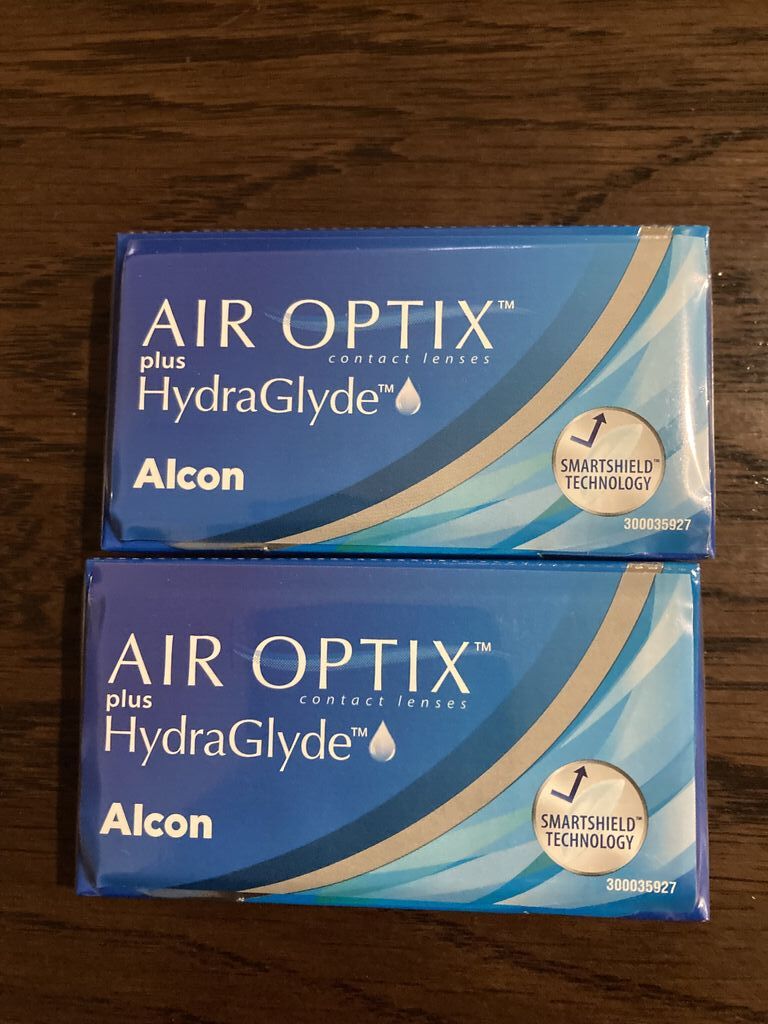 AIR OPTIX™
contact lenses
plus
HydraGlyde™
Alcon
SMARTSHIELD™
TECHNOLOGY
300035927
AIR OPTIX™
contact lenses
plus
HydraGlyde™
Alcon
SMARTSHIELD™
TECHNOLOGY
300035927